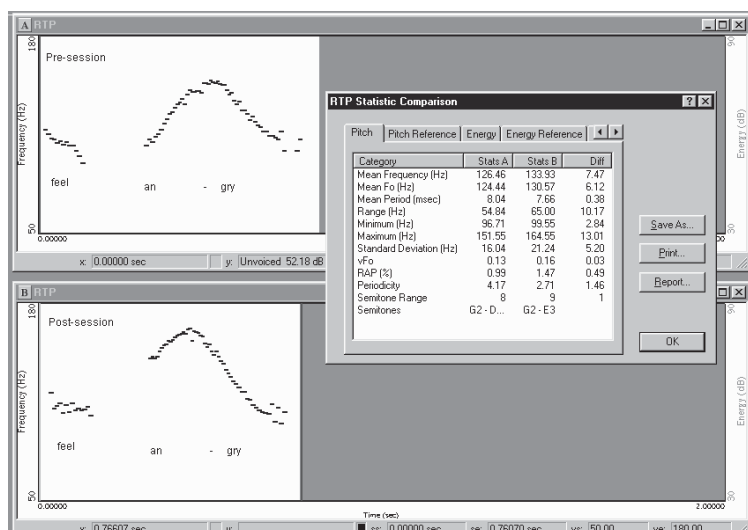 A RTP
180
90
Pre-session
Frequency (Hz)
Energy (dB)
feel an - gry
50
30
0.00000
x: 0.00000 sec y: Unvoiced 52.18 dB
RTP Statistic Comparison
Pitch Pitch Reference Energy Energy Reference
Category Stats A Stats B Diff
Mean Frequency (Hz) 126.46 133.93 7.47
Mean Fo (Hz) 124.44 130.57 6.12
Mean Period (msec) 8.04 7.66 0.38
Range (Hz) 54.84 65.00 10.17
Minimum (Hz) 96.71 99.55 2.84
Maximum (Hz) 151.55 164.55 13.01
Standard Deviation (Hz) 16.04 21.24 5.20
vFo 0.13 0.16 0.03
RAP (%) 0.99 1.47 0.49
Periodicity 4.17 2.71 1.46
Semitone Range 8 9 1
Semitones G2 - D... G2 - E3
Save As...
Print...
Report...
OK
B RTP
180
90
Post-session
Frequency (Hz)
Energy (dB)
feel an - gry
50
30
0.00000 2.00000
Time (sec)
x: 0.76607 sec y: ss: 0.00000 sec se: 0.76070 sec ys: 50.00 ye: 180.00